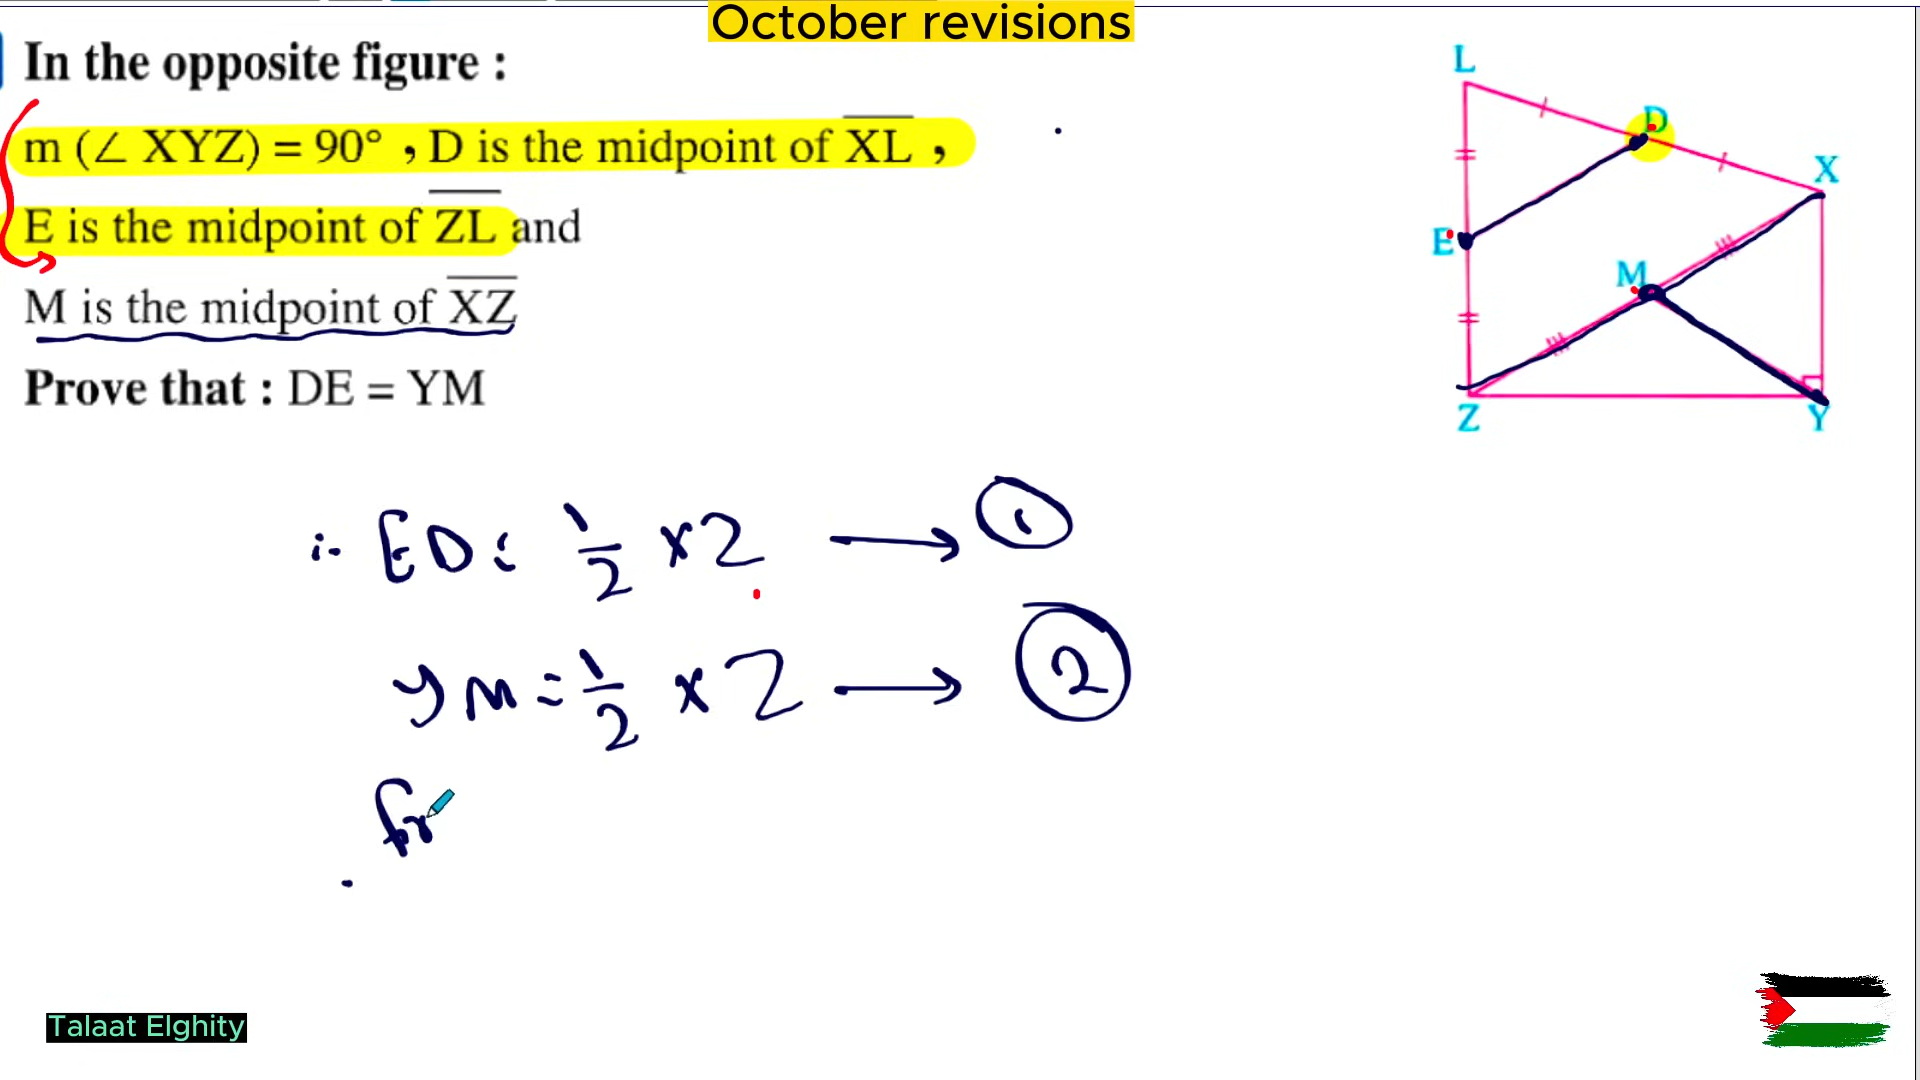 October revisions
In the opposite figure :
m (∠ XYZ) = 90° , D is the midpoint of XL ,
E is the midpoint of ZL and
M is the midpoint of XZ
Prove that : DE = YM
L
D
X
E
M
Z
Y
∴ ED = 1/2 XZ → 1
YM = 1/2 XZ → 2
fr
Talaat Elghity